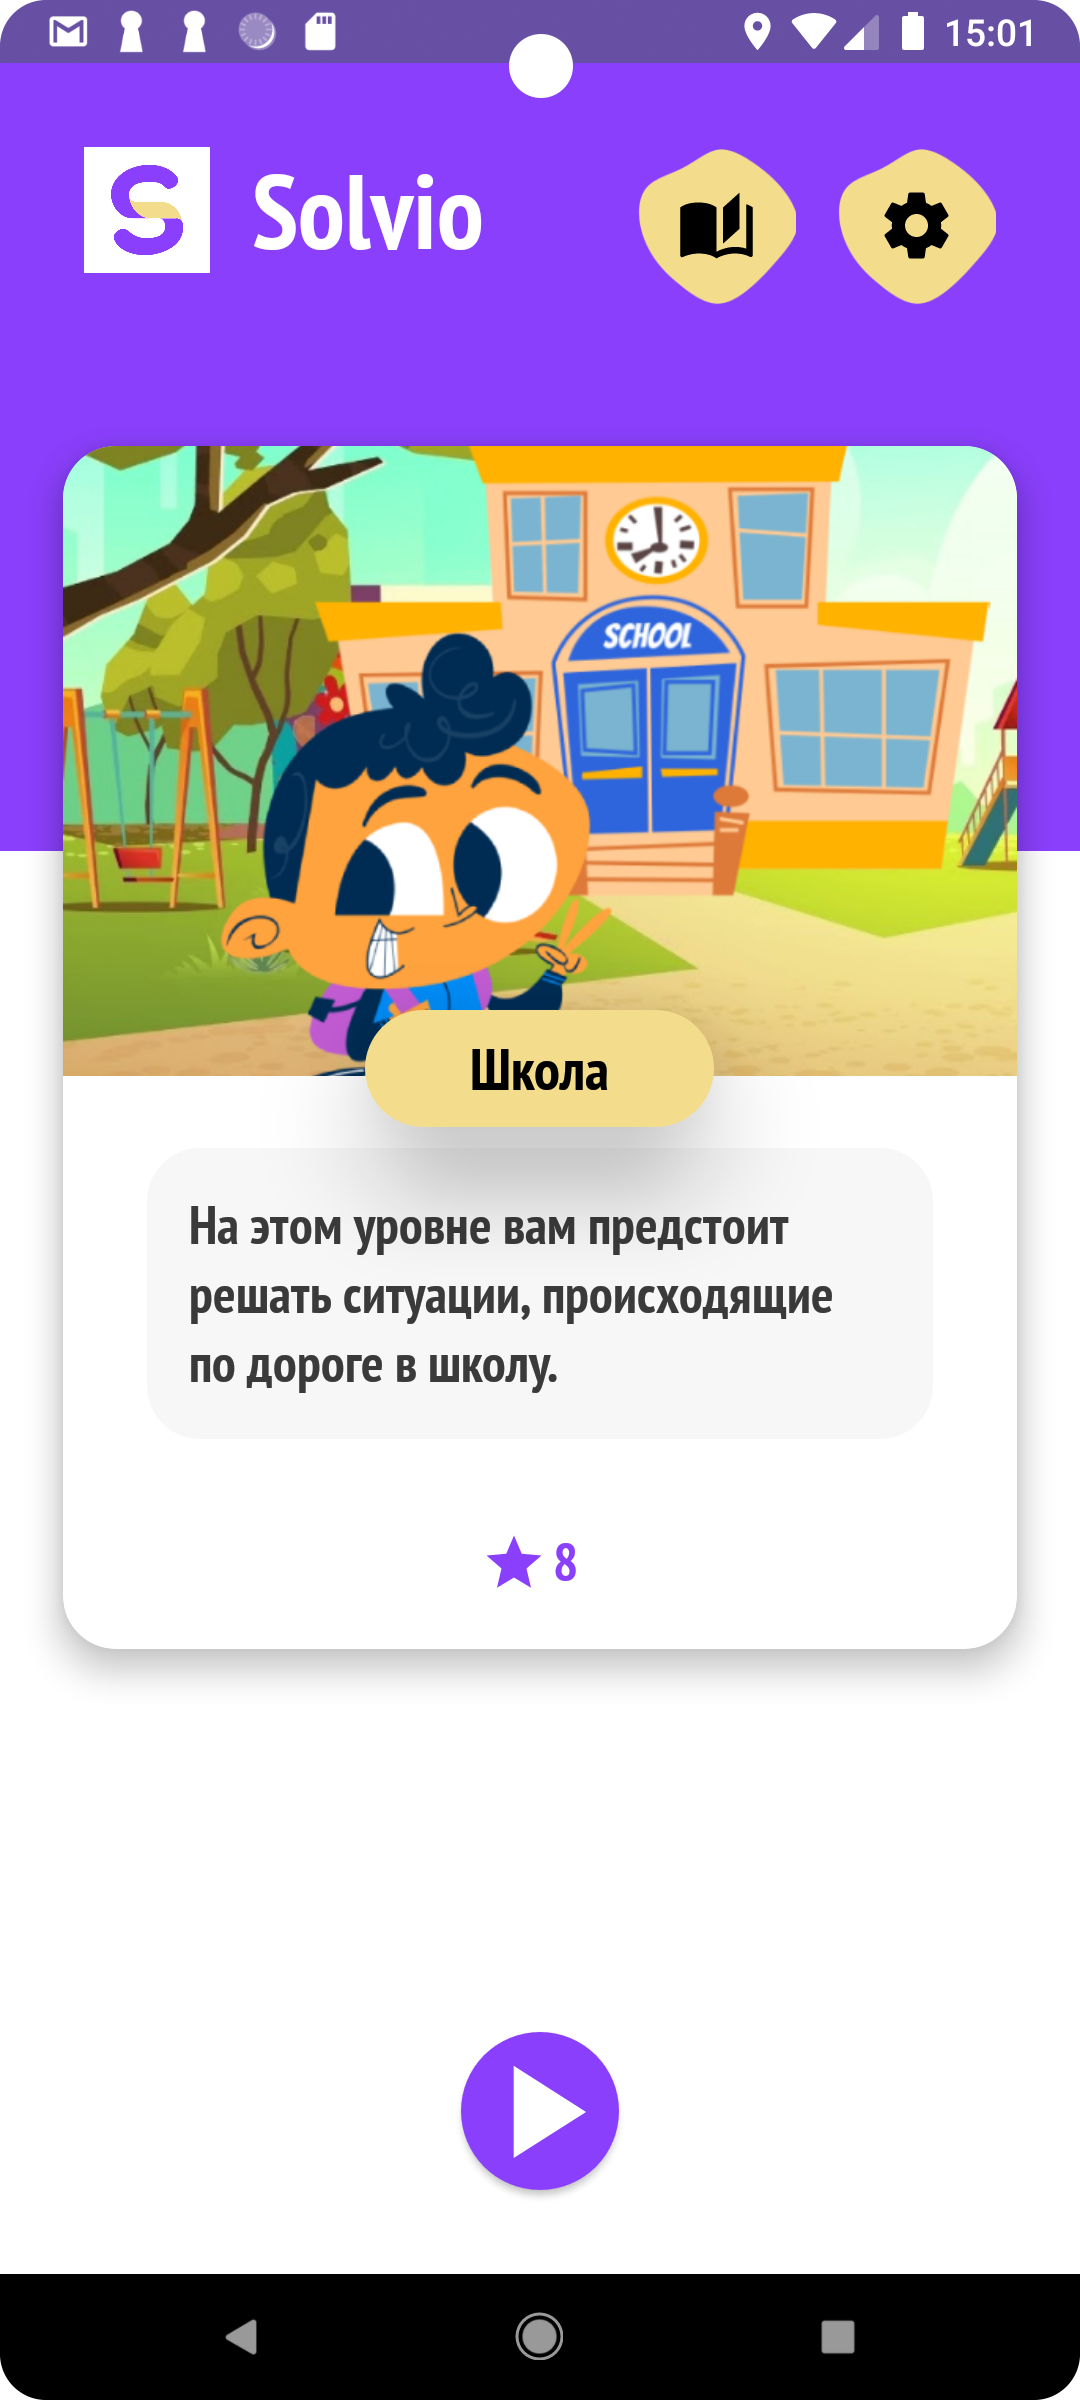 15:01
Solvio
SCHOOL
Школа
На этом уровне вам предстоит
решать ситуации, происходящие
по дороге в школу.
8